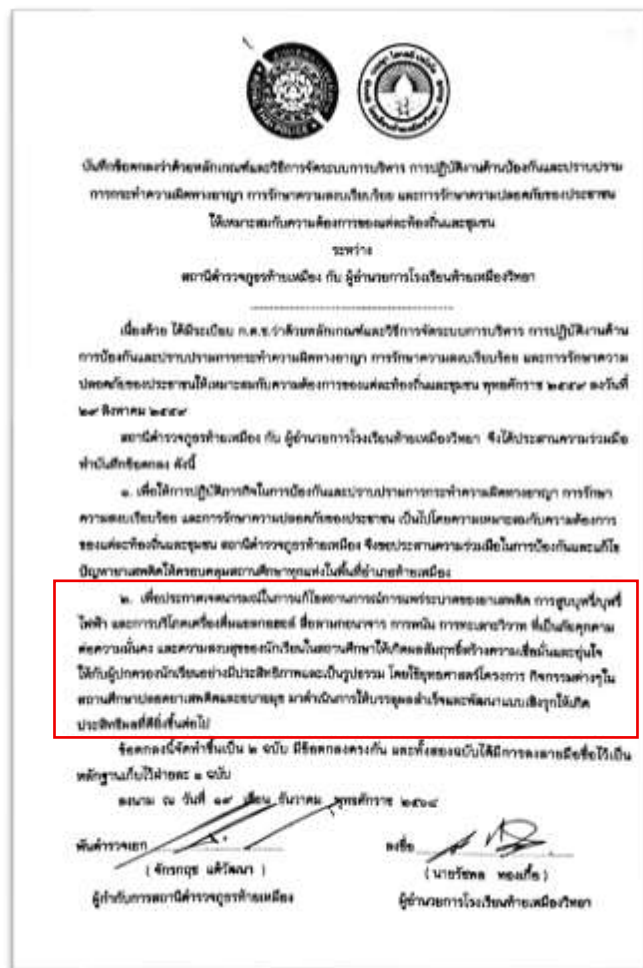 บันทึกข้อตกลงว่าด้วยหลักเกณฑ์และวิธีการจัดระบบการบริหาร การปฏิบัติงานด้านป้องกันและปราบปราม
การกระทำความผิดทางอาญา การรักษาความสงบเรียบร้อย และการรักษาความปลอดภัยของประชาชน
ให้เหมาะสมกับความต้องการของแต่ละท้องถิ่นและชุมชน
ระหว่าง
สถานีตำรวจภูธรท้ายเหมือง กับ ผู้อำนวยการโรงเรียนท้ายเหมืองวิทยา
เนื่องด้วย ได้มีระเบียบ ก.ต.ช.ว่าด้วยหลักเกณฑ์และวิธีการจัดระบบการบริหาร การปฏิบัติงานด้าน
การป้องกันและปราบปรามการกระทำความผิดทางอาญา การรักษาความสงบเรียบร้อย และการรักษาความ
ปลอดภัยของประชาชนให้เหมาะสมกับความต้องการของแต่ละท้องถิ่นและชุมชน พุทธศักราช ๒๕๔๙ ลงวันที่
๒๙ สิงหาคม ๒๕๔๙
สถานีตำรวจภูธรท้ายเหมือง กับ ผู้อำนวยการโรงเรียนท้ายเหมืองวิทยา จึงได้ประสานความร่วมมือ
ทำบันทึกข้อตกลง ดังนี้
๑. เพื่อให้การปฏิบัติภารกิจในการป้องกันและปราบปรามการกระทำความผิดทางอาญา การรักษา
ความสงบเรียบร้อย และการรักษาความปลอดภัยของประชาชน เป็นไปโดยความเหมาะสมกับความต้องการ
ของแต่ละท้องถิ่นและชุมชน สถานีตำรวจภูธรท้ายเหมือง จึงขอประสานความร่วมมือในการป้องกันและแก้ไข
ปัญหายาเสพติดให้ครอบคลุมสถานศึกษาทุกแห่งในพื้นที่อำเภอท้ายเหมือง
๒. เพื่อประกาศเจตนารมณ์ในการแก้ไขสถานการณ์การแพร่ระบาดของยาเสพติด การสูบบุหรี่/บุหรี่
ไฟฟ้า และการบริโภคเครื่องดื่มแอลกอฮอล์ สื่อลามกอนาจาร การพนัน การทะเลาะวิวาท ที่เป็นภัยคุกคาม
ต่อความมั่นคง และความสงบสุขของนักเรียนในสถานศึกษาให้เกิดผลสัมฤทธิ์สร้างความเชื่อมั่นและอุ่นใจ
ให้กับผู้ปกครองนักเรียนอย่างมีประสิทธิภาพและเป็นรูปธรรม โดยใช้ยุทธศาสตร์โครงการ กิจกรรมต่างๆใน
สถานศึกษาปลอดยาเสพติดและอบายมุข มาดำเนินการให้บรรลุผลสำเร็จและพัฒนาแบบเชิงรุกให้เกิด
ประสิทธิผลที่ดียิ่งขึ้นต่อไป
ข้อตกลงนี้จัดทำขึ้นเป็น ๒ ฉบับ มีข้อตกลงตรงกัน และทั้งสองฉบับได้มีการลงลายมือชื่อไว้เป็น
หลักฐานเก็บไว้ฝ่ายละ ๑ ฉบับ
ลงนาม ณ วันที่ ๑๙ เดือน ธันวาคม พุทธศักราช ๒๕๖๔
พันตำรวจเอก ลงชื่อ
( จักรกฤช แต้วัฒนา ) ( นายรัชพล ทองเกื้อ )
ผู้กำกับการสถานีตำรวจภูธรท้ายเหมือง ผู้อำนวยการโรงเรียนท้ายเหมืองวิทยา